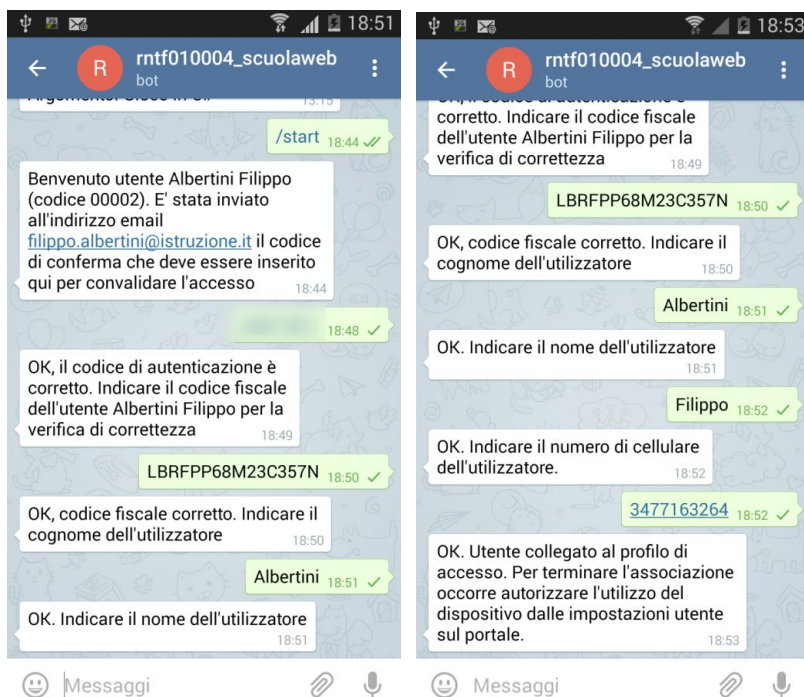 18:51
R
rntf010004_scuolaweb
bot
13:15
/start 18:44
Benvenuto utente Albertini Filippo
(codice 00002). E' stata inviato
all'indirizzo email
filippo.albertini@istruzione.it il codice
di conferma che deve essere inserito
qui per convalidare l'accesso
18:44
18:48
OK, il codice di autenticazione è
corretto. Indicare il codice fiscale
dell'utente Albertini Filippo per la
verifica di correttezza
18:49
LBRFPP68M23C357N 18:50
OK, codice fiscale corretto. Indicare il
cognome dell'utilizzatore
18:50
Albertini 18:51
OK. Indicare il nome dell'utilizzatore
18:51
Messaggi
18:53
R
rntf010004_scuolaweb
bot
corretto. Indicare il codice fiscale
dell'utente Albertini Filippo per la
verifica di correttezza
18:49
LBRFPP68M23C357N 18:50
OK, codice fiscale corretto. Indicare il
cognome dell'utilizzatore
18:50
Albertini 18:51
OK. Indicare il nome dell'utilizzatore
18:51
Filippo 18:52
OK. Indicare il numero di cellulare
dell'utilizzatore.
18:52
3477163264 18:52
OK. Utente collegato al profilo di
accesso. Per terminare l'associazione
occorre autorizzare l'utilizzo del
dispositivo dalle impostazioni utente
sul portale.
18:53
Messaggi